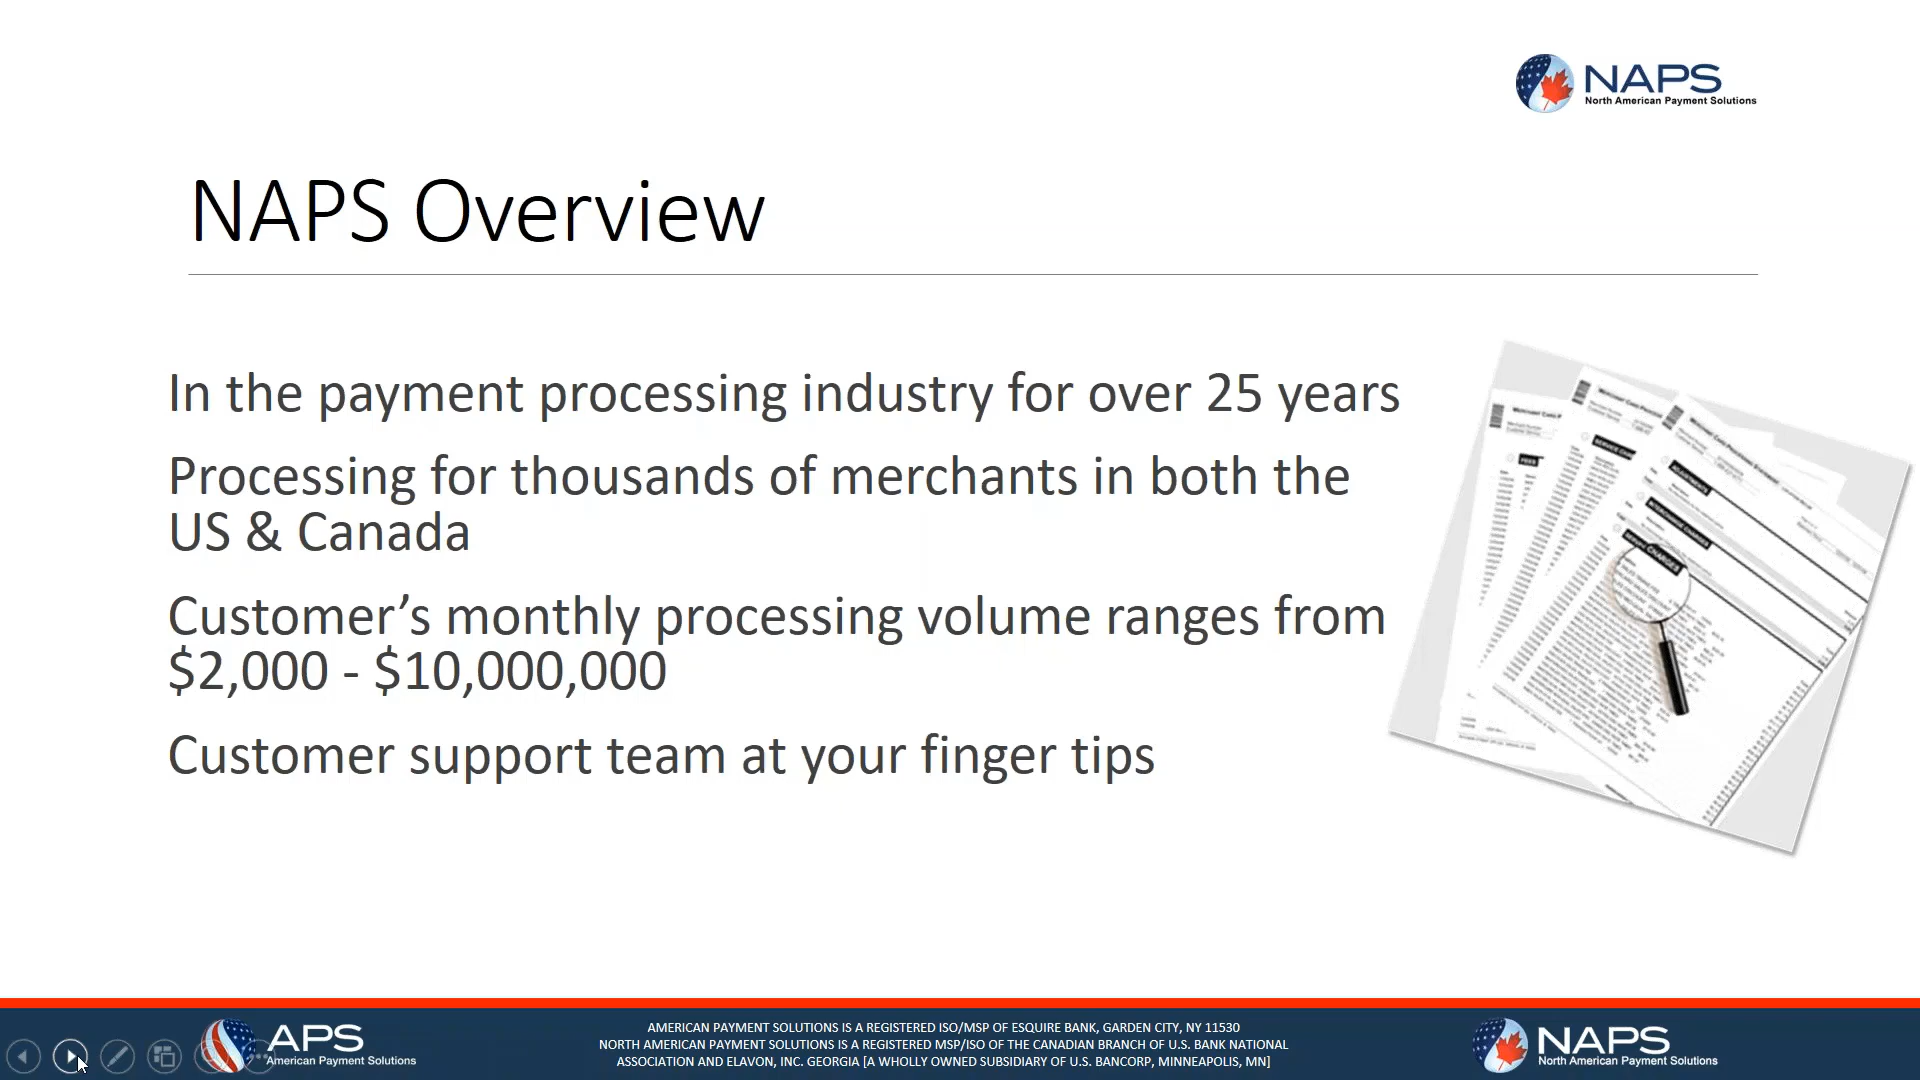 NAPS
North American Payment Solutions
NAPS Overview
In the payment processing industry for over 25 years
Processing for thousands of merchants in both the
US & Canada
Customer’s monthly processing volume ranges from
$2,000 - $10,000,000
Customer support team at your finger tips
APS
American Payment Solutions
AMERICAN PAYMENT SOLUTIONS IS A REGISTERED ISO/MSP OF ESQUIRE BANK, GARDEN CITY, NY 11530
NORTH AMERICAN PAYMENT SOLUTIONS IS A REGISTERED MSP/ISO OF THE CANADIAN BRANCH OF U.S. BANK NATIONAL
ASSOCIATION AND ELAVON, INC. GEORGIA [A WHOLLY OWNED SUBSIDIARY OF U.S. BANCORP, MINNEAPOLIS, MN]
NAPS
North American Payment Solutions